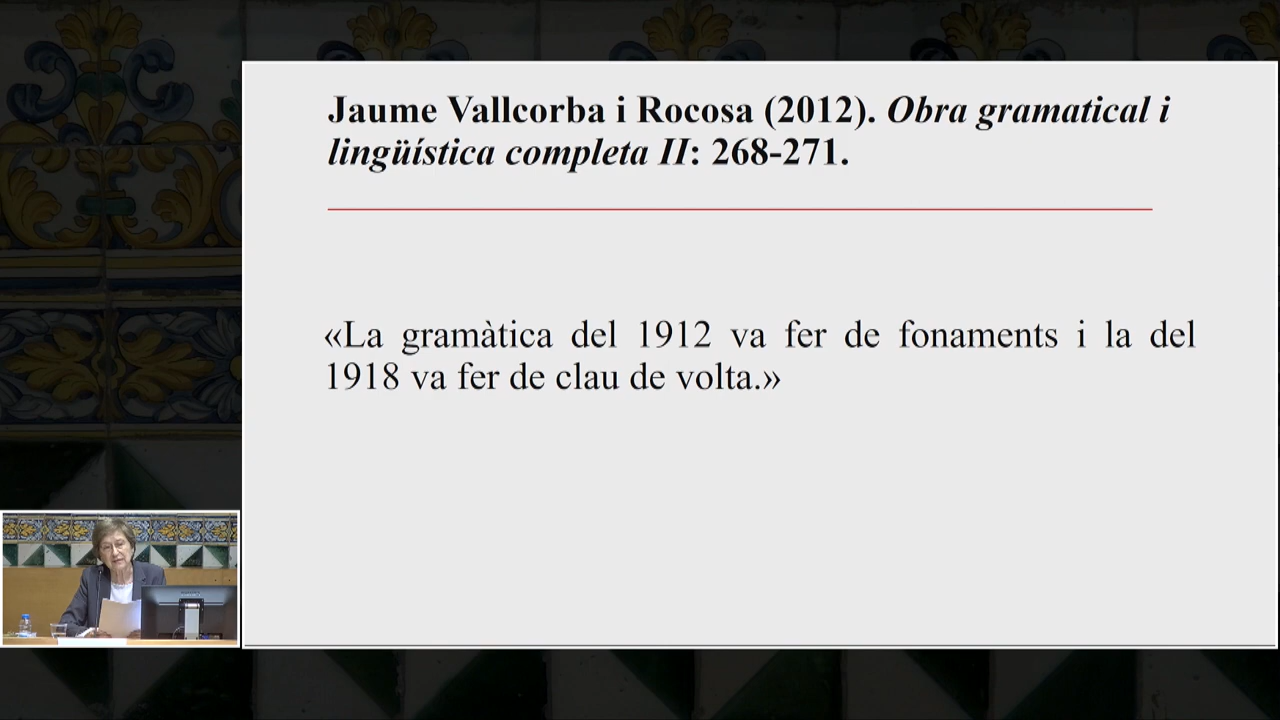 Jaume Vallcorba i Rocosa (2012). Obra gramatical i
lingüística completa II: 268-271.
«La gramàtica del 1912 va fer de fonaments i la del
1918 va fer de clau de volta.»